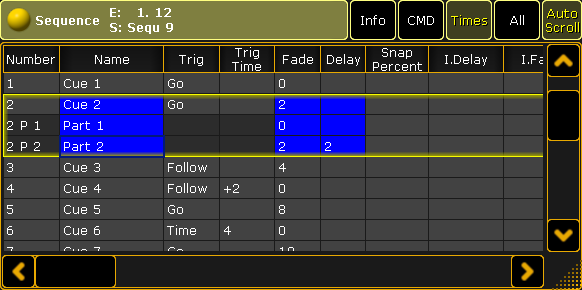 Sequence E: 1. 12
S: Sequ 9
Info CMD Times All Auto Scroll
Number Name Trig Trig Time Fade Delay Snap Percent I.Delay I.Fa
1 Cue 1 Go 0
2 Cue 2 Go 2
2 P 1 Part 1 0
2 P 2 Part 2 2 2
3 Cue 3 Follow 4
4 Cue 4 Follow +2 0
5 Cue 5 Go 8
6 Cue 6 Time 4 0
7 Cue 7 Go 10